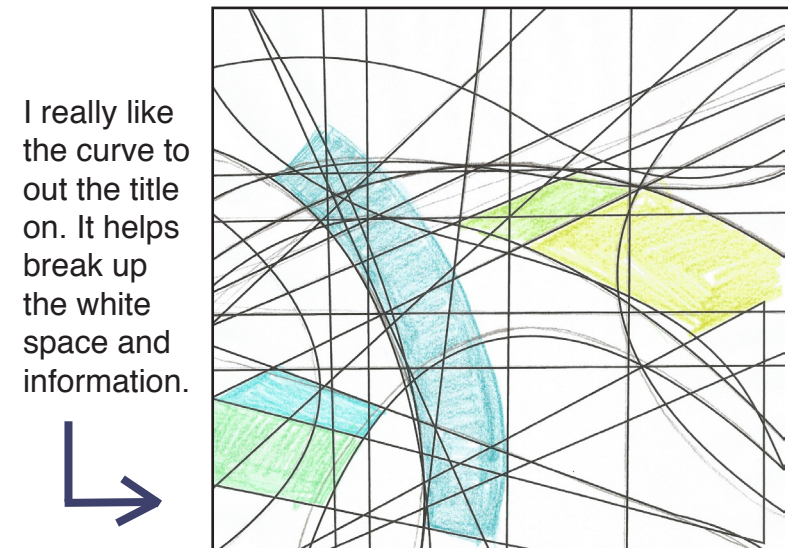 I really like
the curve to
out the title
on. It helps
break up
the white
space and
information.